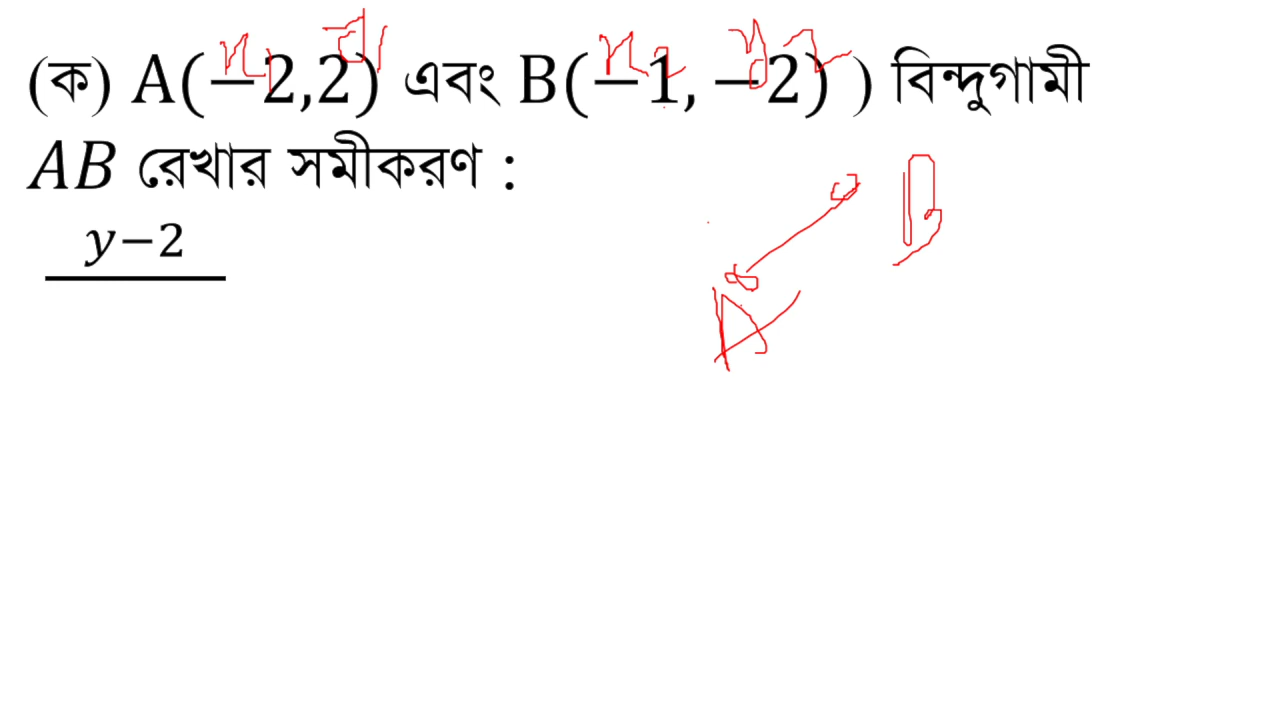 (ক) A(−2,2) এবং B(−1, −2) ) বিন্দুগামী
AB রেখার সমীকরণ :
y−2
A
B